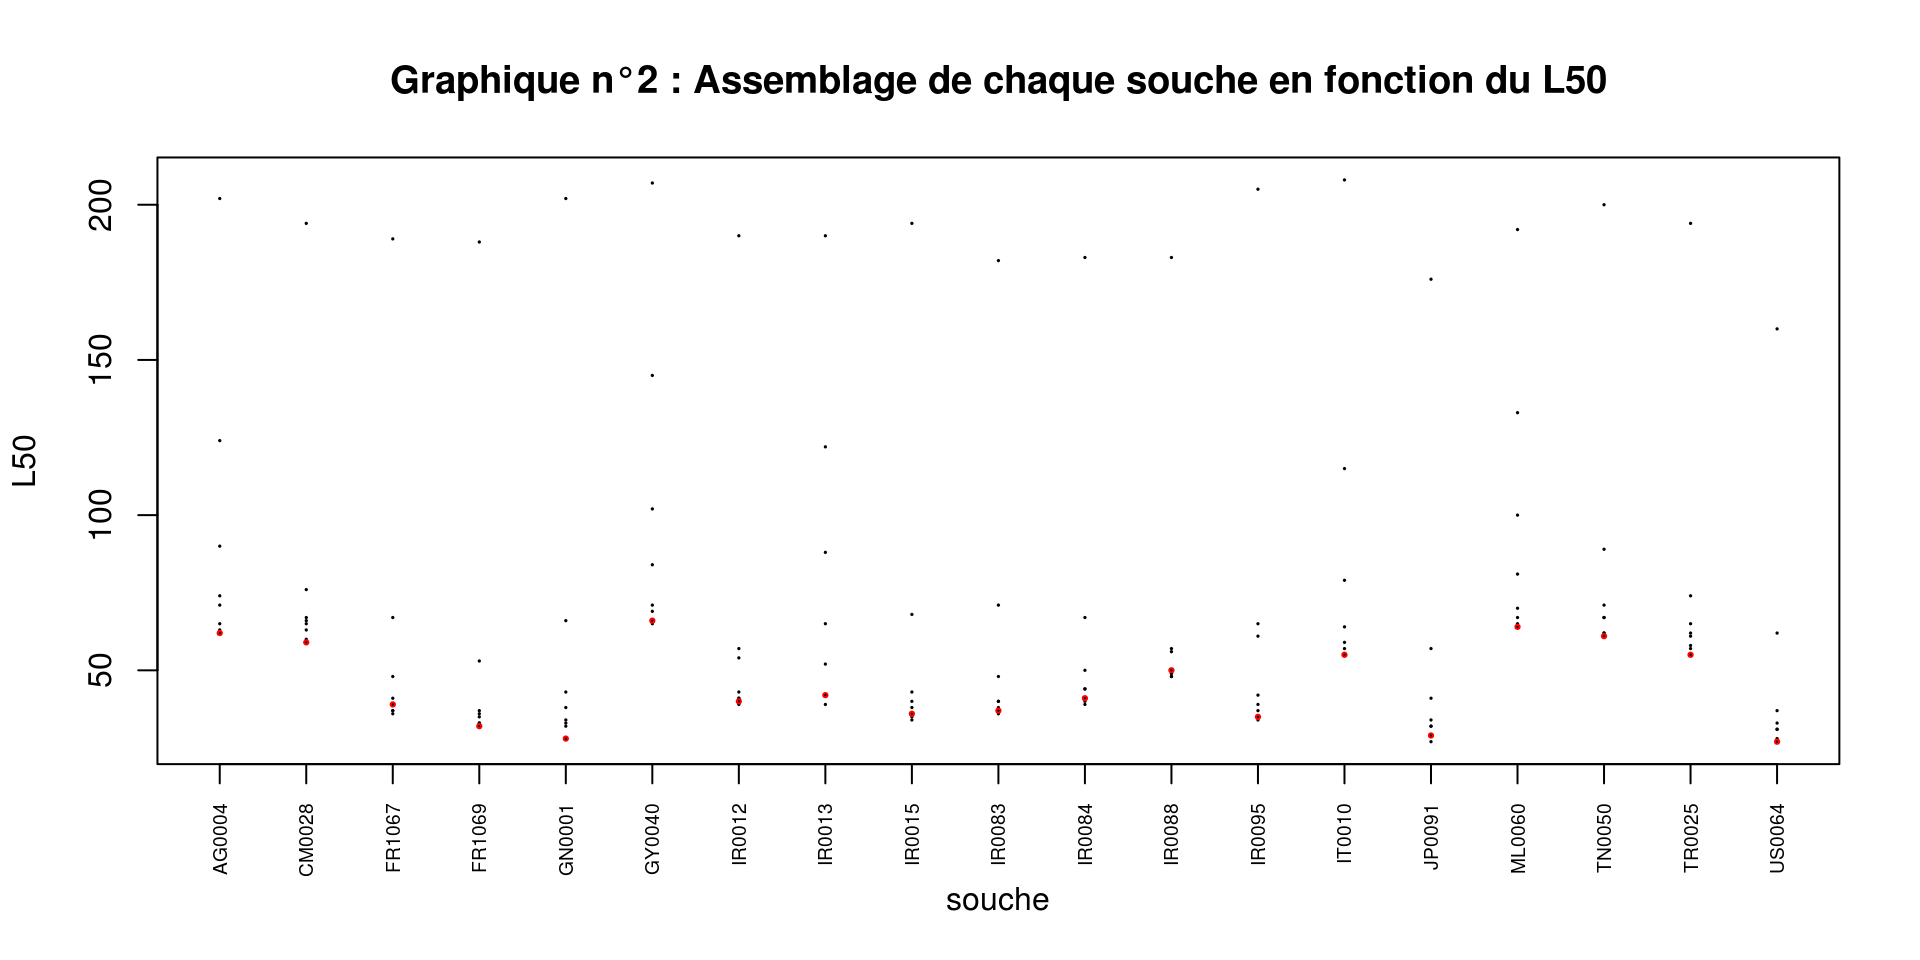 Graphique n°2 : Assemblage de chaque souche en fonction du L50
L50
200
150
100
50
AG0004
CM0028
FR1067
FR1069
GN0001
GY0040
IR0012
IR0013
IR0015
IR0083
IR0084
IR0088
IR0095
IT0010
JP0091
ML0060
TN0050
TR0025
US0064
souche